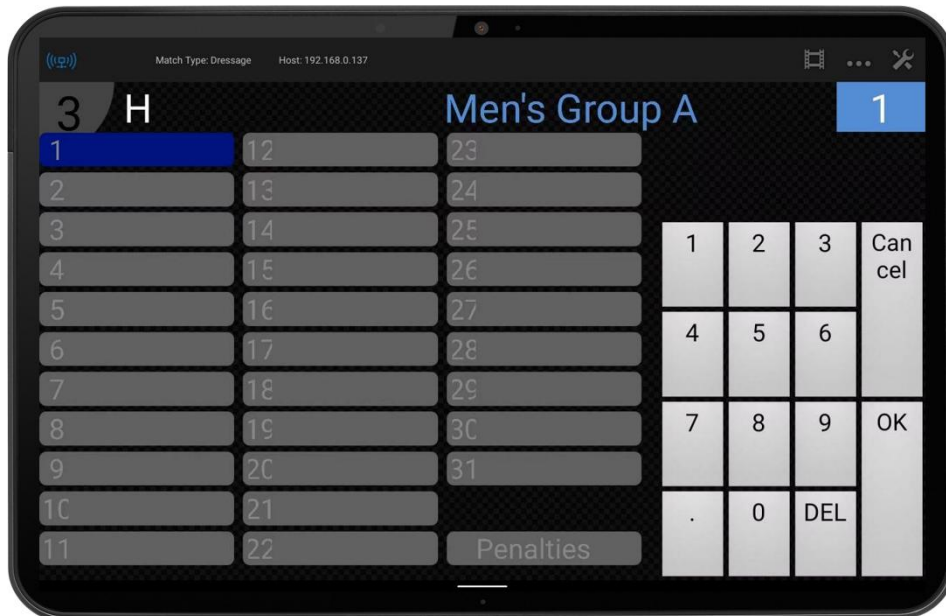 Match Type: Dressage Host: 192.168.0.137
3 H Men's Group A 1
1 12 23
2 13 24
3 14 25
4 15 26
5 16 27
6 17 28
7 18 29
8 19 30
9 20 31
10 21
11 22 Penalties
1 2 3 Can
cel
4 5 6
7 8 9 OK
. 0 DEL